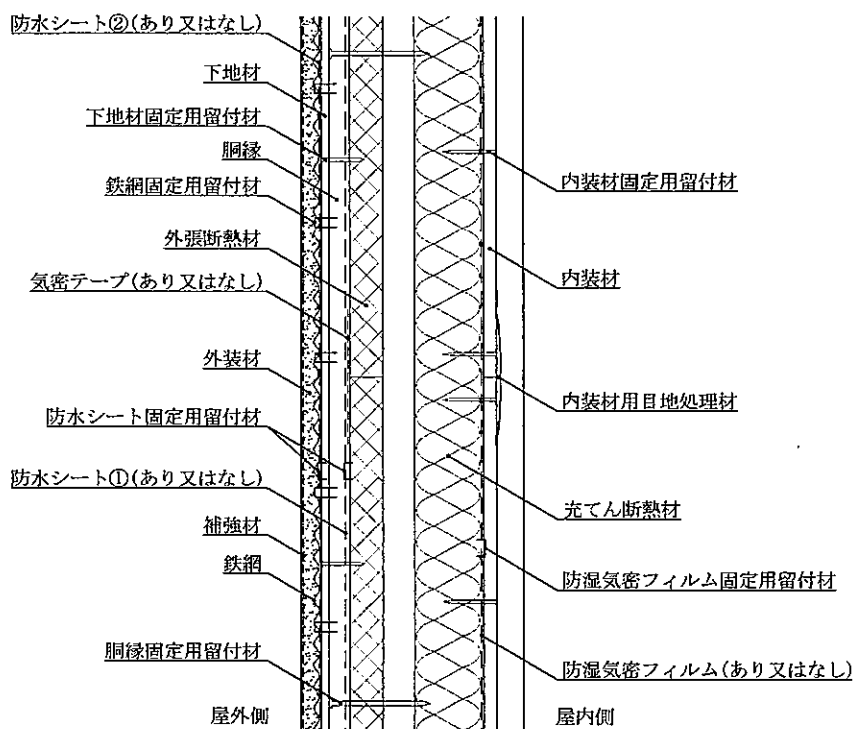 防水シート②(あり又はなし)
下地材
下地材固定用留付材
胴縁
鉄網固定用留付材
外張断熱材
気密テープ(あり又はなし)
外装材
防水シート固定用留付材
防水シート①(あり又はなし)
補強材
鉄網
胴縁固定用留付材
屋外側
内装材固定用留付材
内装材
内装材用目地処理材
充てん断熱材
防湿気密フィルム固定用留付材
防湿気密フィルム(あり又はなし)
屋内側